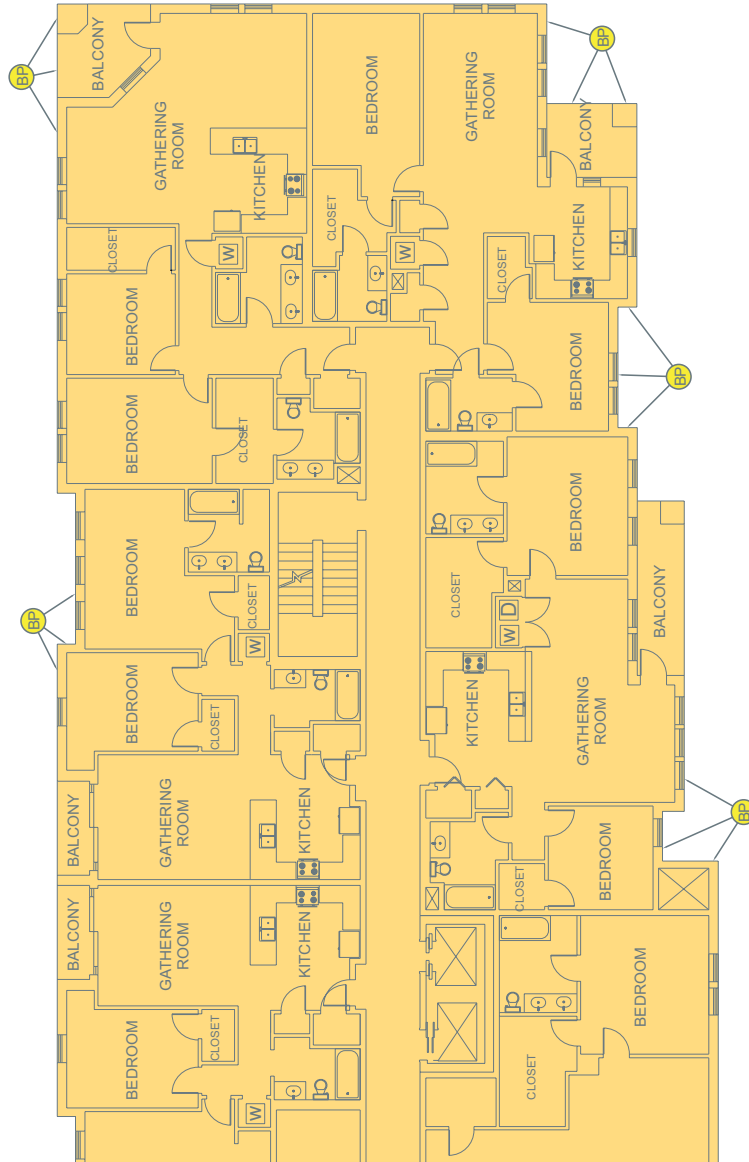 BP
BALCONY
GATHERING
ROOM
KITCHEN
CLOSET
BEDROOM
W
BEDROOM
CLOSET
BEDROOM
CLOSET
W
GATHERING
ROOM
BP
BALCONY
KITCHEN
CLOSET
BEDROOM
BP
BEDROOM
CLOSET
W
BEDROOM
CLOSET
BP
BEDROOM
CLOSET
W
D
BALCONY
KITCHEN
GATHERING
ROOM
BP
BEDROOM
CLOSET
BALCONY
GATHERING
ROOM
KITCHEN
BALCONY
GATHERING
ROOM
KITCHEN
BEDROOM
CLOSET
W
BEDROOM
CLOSET